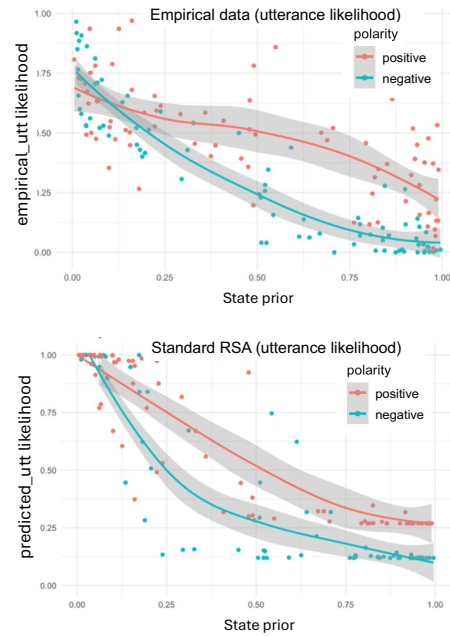 Empirical data (utterance likelihood)
polarity
positive
negative
empirical_utt likelihood
1.00
1.75
1.50
1.25
0.00
0.00
0.25
0.50
0.75
1.00
State prior
Standard RSA (utterance likelihood)
polarity
positive
negative
predicted_utt likelihood
1.00
0.75
0.50
0.25
0.00
0.00
0.25
0.50
0.75
1.00
State prior